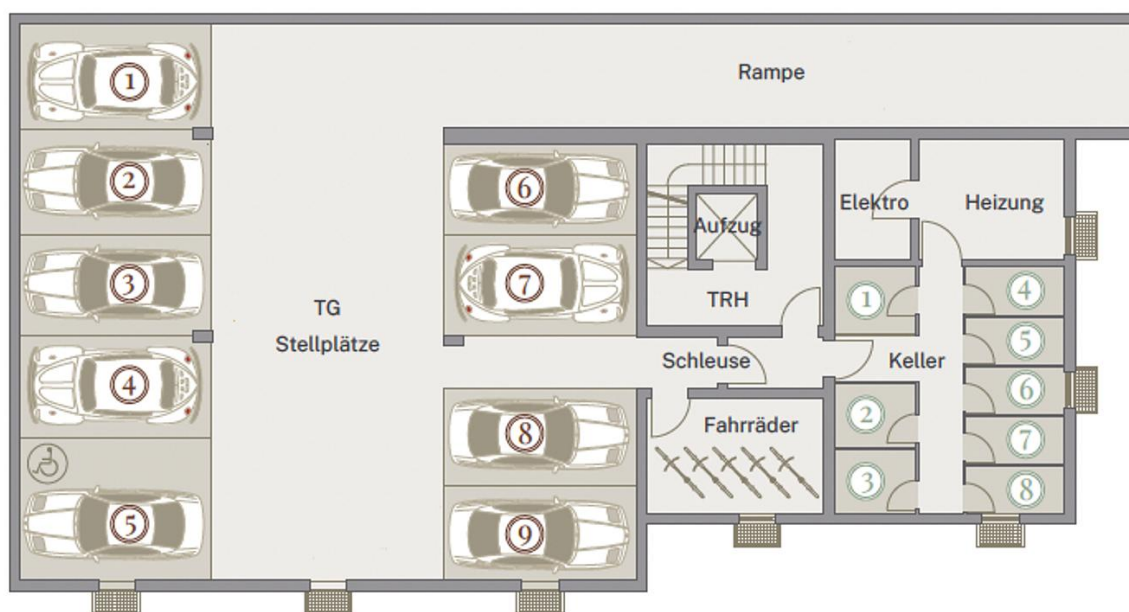 Rampe
1
2
3
4
5
6
7
8
9
TG
Stellplätze
Aufzug
TRH
Schleuse
Fahrräder
Elektro
Heizung
Keller
1
2
3
4
5
6
7
8